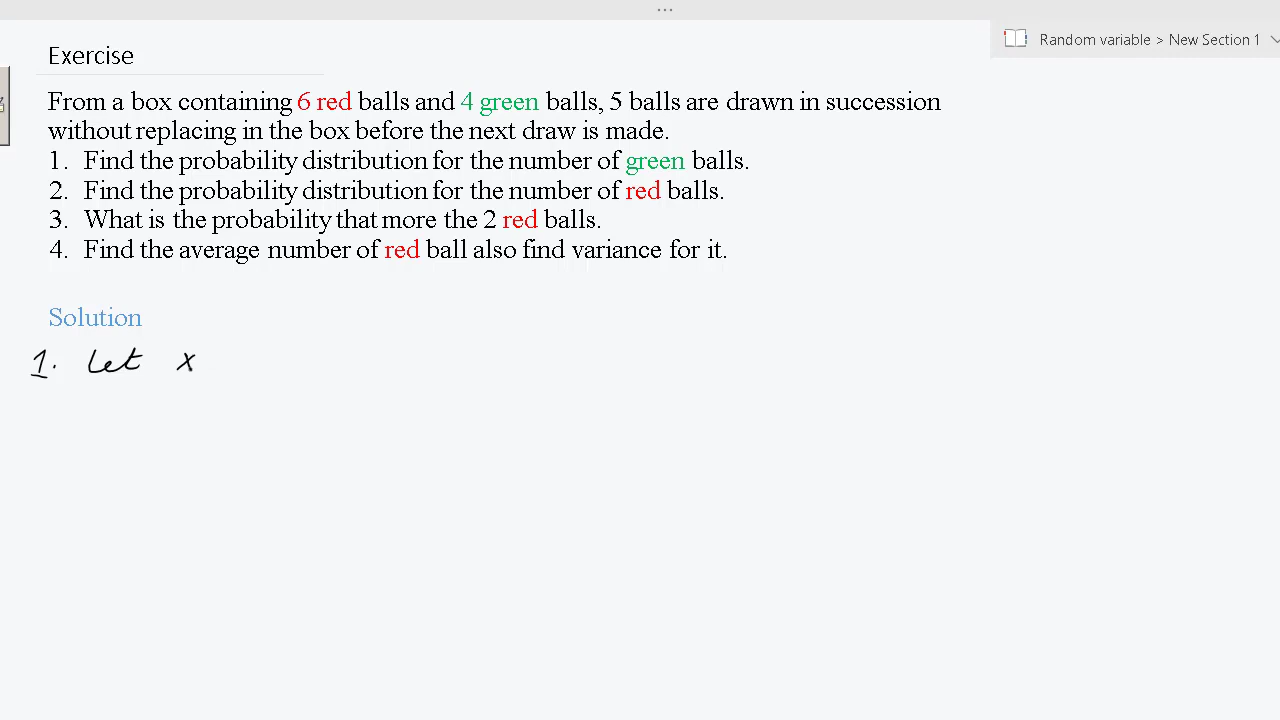 ...
Random variable > New Section 1
Exercise
From a box containing 6 red balls and 4 green balls, 5 balls are drawn in succession
without replacing in the box before the next draw is made.
1. Find the probability distribution for the number of green balls.
2. Find the probability distribution for the number of red balls.
3. What is the probability that more the 2 red balls.
4. Find the average number of red ball also find variance for it.
Solution
1. Let x